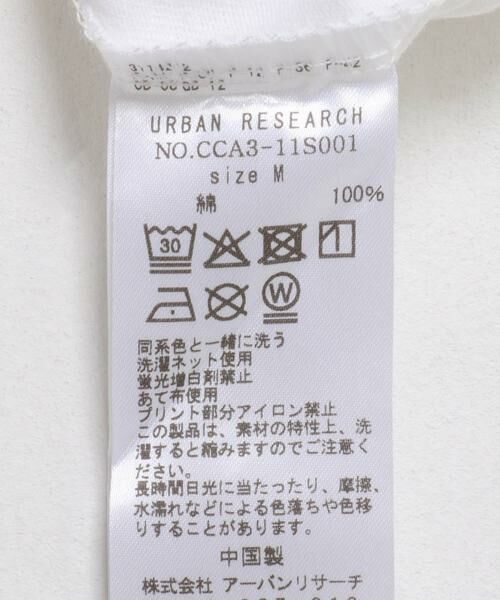 URBAN RESEARCH
NO.CCA3-11S001
size M
綿 100%
30
W
同系色と一緒に洗う
洗濯ネット使用
蛍光増白剤禁止
あて布使用
プリント部分アイロン禁止
この製品は、素材の特性上、洗
濯すると縮みますのでご注意く
ださい。
長時間日光に当たったり、摩擦、
水濡れなどによる色落ちや色移
りすることがあります。
中国製
株式会社 アーバンリサーチ